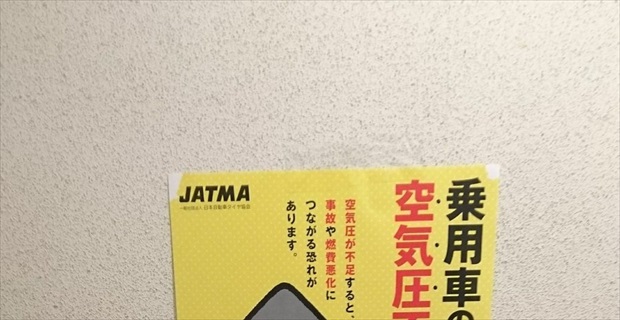 JATMA
一般社団法人 日本自動車タイヤ協会
乗用車の
空気圧不
空気圧が不足すると、
事故や燃費悪化に
つながる恐れが
あります。